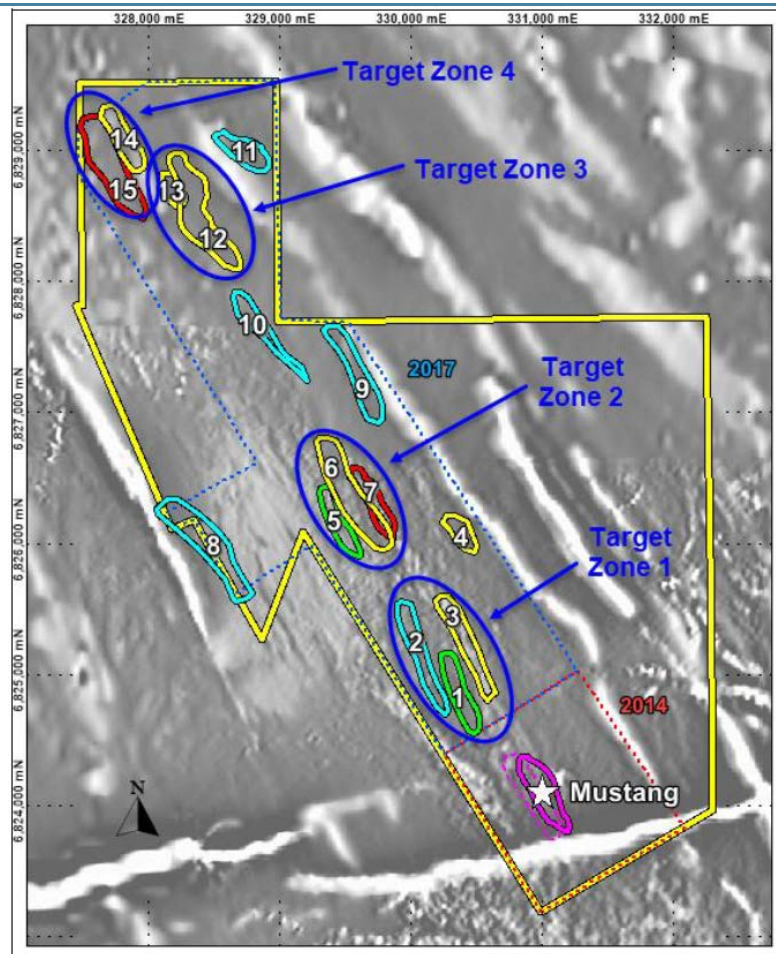 328,000 mE
329,000 mE
330,000 mE
331,000 mE
332,000 mE
Target Zone 4
6,829,000 mN
14
11
15
13
Target Zone 3
12
6,828,000 mN
10
9
2017
Target
Zone 2
6,827,000 mN
6
7
5
4
6,826,000 mN
8
Target
Zone 1
3
2
6,825,000 mN
1
2014
N
Mustang
6,824,000 mN